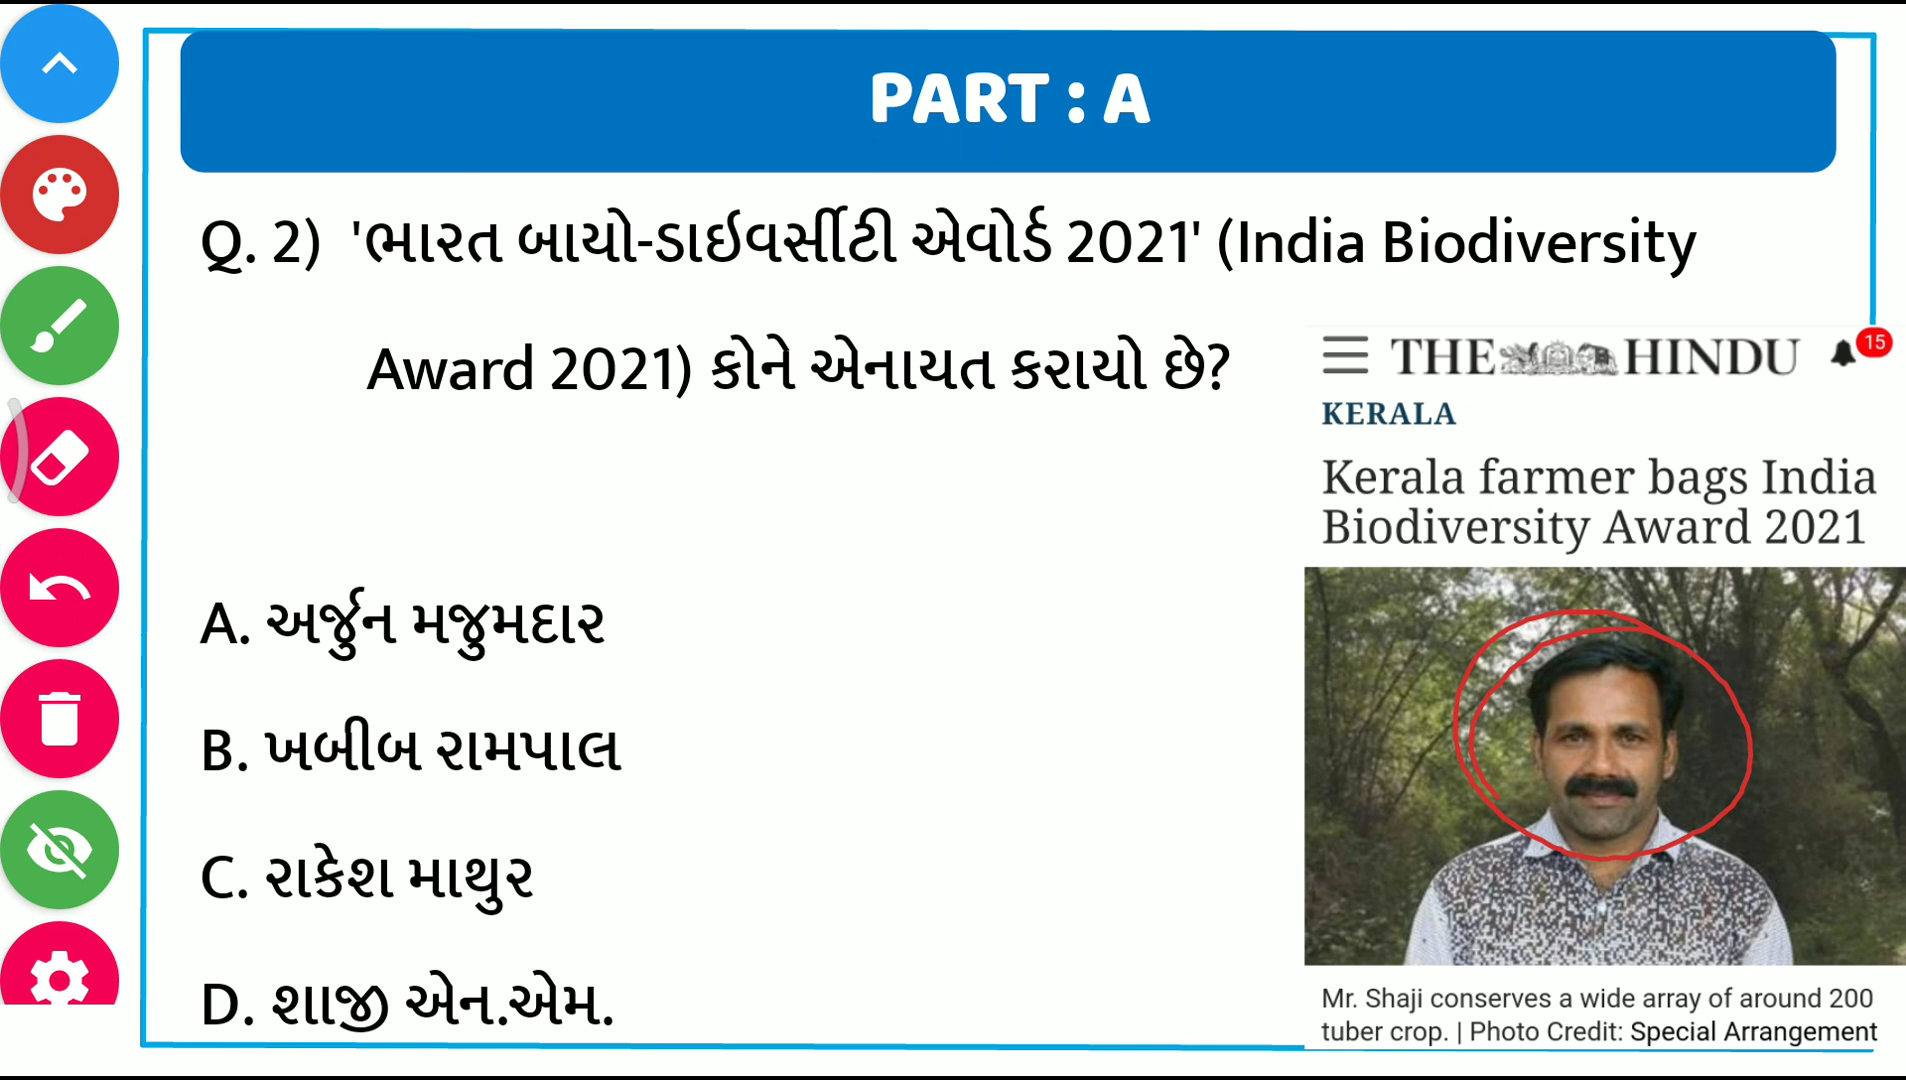 PART : A
Q. 2) 'ભારત બાયો-ડાઇવર્સીટી એવોર્ડ 2021' (India Biodiversity
Award 2021) કોને એનાયત કરાયો છે?
A. અર્જુન મજુમદાર
B. ખબીબ રામપાલ
C. રાકેશ માથુર
D. શાજી એન.એમ.
THE HINDU
15
KERALA
Kerala farmer bags India
Biodiversity Award 2021
Mr. Shaji conserves a wide array of around 200
tuber crop. | Photo Credit: Special Arrangement